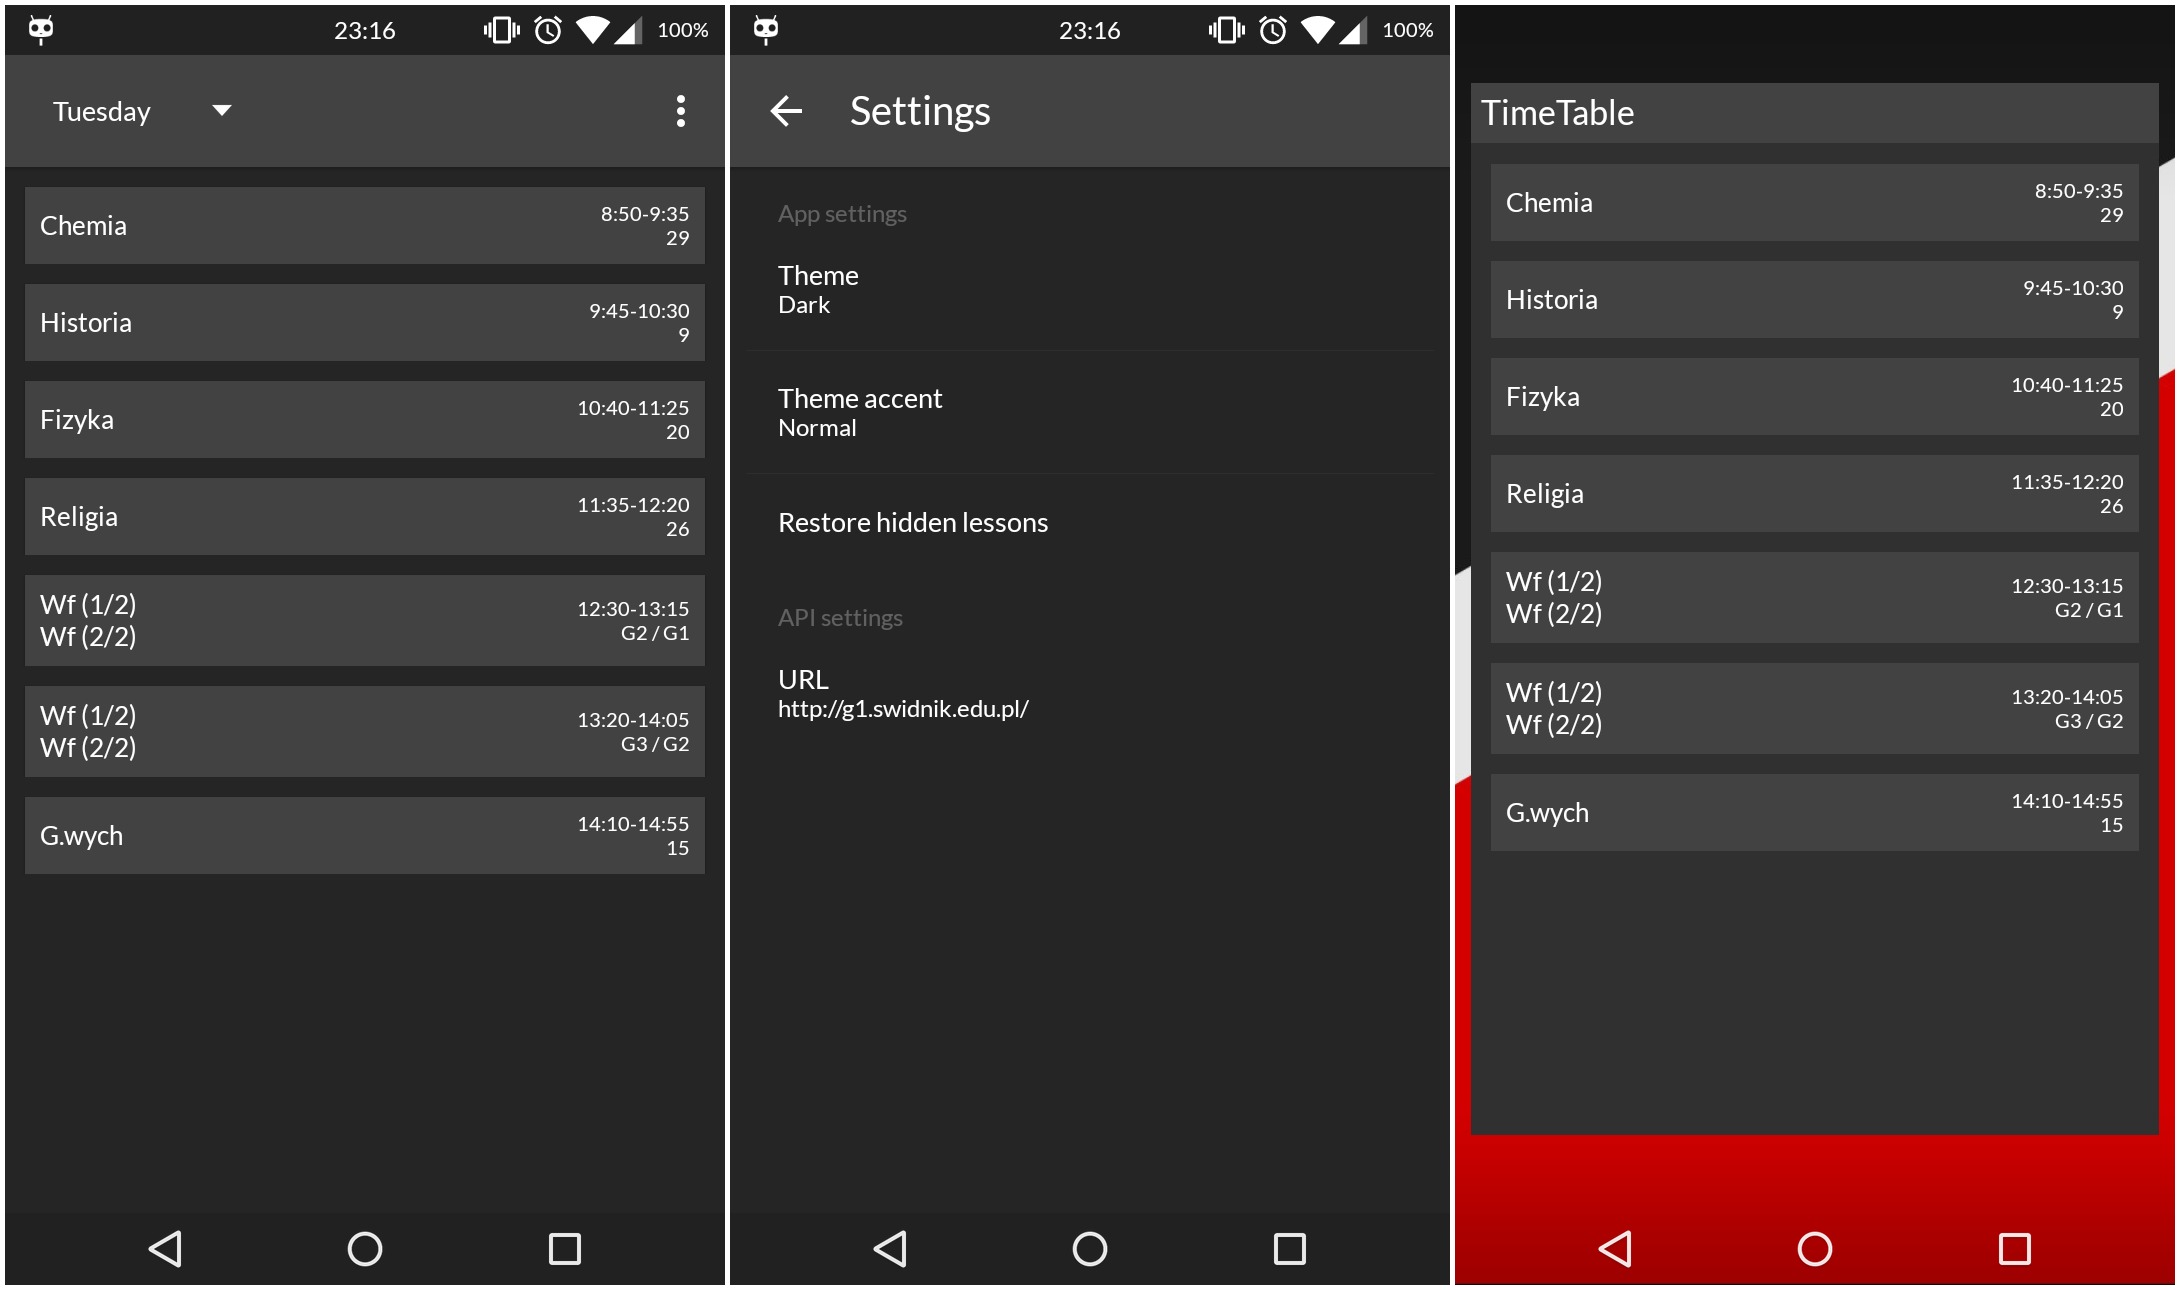 23:16
100%
Tuesday
Chemia
8:50-9:35
29
Historia
9:45-10:30
9
Fizyka
10:40-11:25
20
Religia
11:35-12:20
26
Wf (1/2)
Wf (2/2)
12:30-13:15
G2 / G1
Wf (1/2)
Wf (2/2)
13:20-14:05
G3 / G2
G.wych
14:10-14:55
15
23:16
100%
Settings
App settings
Theme
Dark
Theme accent
Normal
Restore hidden lessons
API settings
URL
http://g1.swidnik.edu.pl/
TimeTable
Chemia
8:50-9:35
29
Historia
9:45-10:30
9
Fizyka
10:40-11:25
20
Religia
11:35-12:20
26
Wf (1/2)
Wf (2/2)
12:30-13:15
G2 / G1
Wf (1/2)
Wf (2/2)
13:20-14:05
G3 / G2
G.wych
14:10-14:55
15